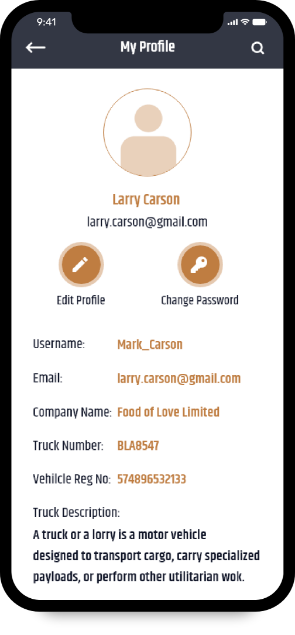 9:41
My Profile
Larry Carson
larry.carson@gmail.com
Edit Profile Change Password
Username: Mark_Carson
Email: larry.carson@gmail.com
Company Name: Food of Love Limited
Truck Number: BLA8547
Vehilcle Reg No: 574896532133
Truck Description:
A truck or a lorry is a motor vehicle
designed to transport cargo, carry specialized
payloads, or perform other utilitarian wok.